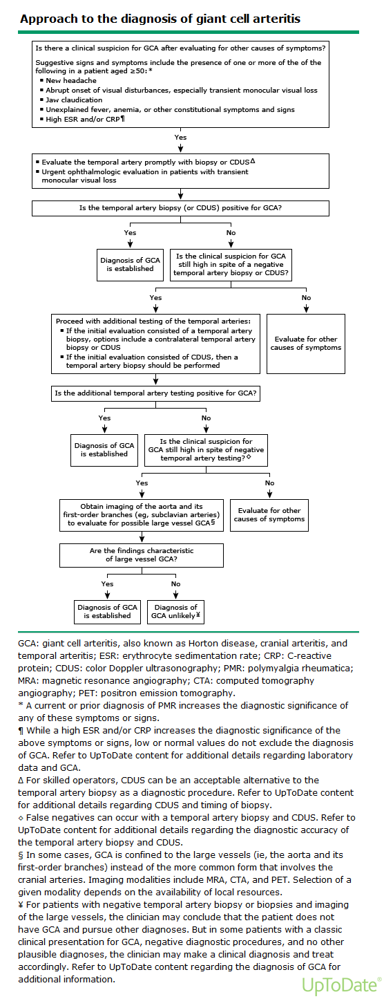 Approach to the diagnosis of giant cell arteritis
Is there a clinical suspicion for GCA after evaluating for other causes of symptoms?
Suggestive signs and symptoms include the presence of one or more of the of the
following in a patient aged ≥50:*
▪ New headache
▪ Abrupt onset of visual disturbances, especially transient monocular visual loss
▪ Jaw claudication
▪ Unexplained fever, anemia, or other constitutional symptoms and signs
▪ High ESR and/or CRP¶
Yes
▪ Evaluate the temporal artery promptly with biopsy or CDUSΔ
▪ Urgent ophthalmologic evaluation in patients with transient
monocular visual loss
Is the temporal artery biopsy (or CDUS) positive for GCA?
Yes
No
Diagnosis of GCA
is established
Is the clinical suspicion for GCA
still high in spite of a negative
temporal artery biopsy or CDUS?
Yes
No
Proceed with additional testing of the temporal arteries:
▪ If the initial evaluation consisted of a temporal artery
biopsy, options include a contralateral temporal artery
biopsy or CDUS
▪ If the initial evaluation consisted of CDUS, then a
temporal artery biopsy should be performed
Evaluate for other
causes of symptoms
Is the additional temporal artery testing positive for GCA?
Yes
No
Diagnosis of GCA
is established
Is the clinical suspicion for
GCA still high in spite of negative
temporal artery testing?◇
Yes
No
Obtain imaging of the aorta and its
first-order branches (eg, subclavian arteries)
to evaluate for possible large vessel GCA§
Evaluate for other
causes of symptoms
Are the findings characteristic
of large vessel GCA?
Yes
No
Diagnosis of GCA
is established
Diagnosis of
GCA unlikely¥
GCA: giant cell arteritis, also known as Horton disease, cranial arteritis, and
temporal arteritis; ESR: erythrocyte sedimentation rate; CRP: C-reactive
protein; CDUS: color Doppler ultrasonography; PMR: polymyalgia rheumatica;
MRA: magnetic resonance angiography; CTA: computed tomography
angiography; PET: positron emission tomography.
* A current or prior diagnosis of PMR increases the diagnostic significance of
any of these symptoms or signs.
¶ While a high ESR and/or CRP increases the diagnostic significance of the
above symptoms or signs, low or normal values do not exclude the diagnosis
of GCA. Refer to UpToDate content for additional details regarding laboratory
data and GCA.
Δ For skilled operators, CDUS can be an acceptable alternative to the
temporal artery biopsy as a diagnostic procedure. Refer to UpToDate content
for additional details regarding CDUS and timing of biopsy.
◇ False negatives can occur with a temporal artery biopsy and CDUS. Refer to
UpToDate content for additional details regarding the diagnostic accuracy of
the temporal artery biopsy and CDUS.
§ In some cases, GCA is confined to the large vessels (ie, the aorta and its
first-order branches) instead of the more common form that involves the
cranial arteries. Imaging modalities include MRA, CTA, and PET. Selection of a
given modality depends on the availability of local resources.
¥ For patients with negative temporal artery biopsy or biopsies and imaging
of the large vessels, the clinician may conclude that the patient does not
have GCA and pursue other diagnoses. But in some patients with a classic
clinical presentation for GCA, negative diagnostic procedures, and no other
plausible diagnoses, the clinician may make a clinical diagnosis and treat
accordingly. Refer to UpToDate content regarding the diagnosis of GCA for
additional information.
UpToDate®